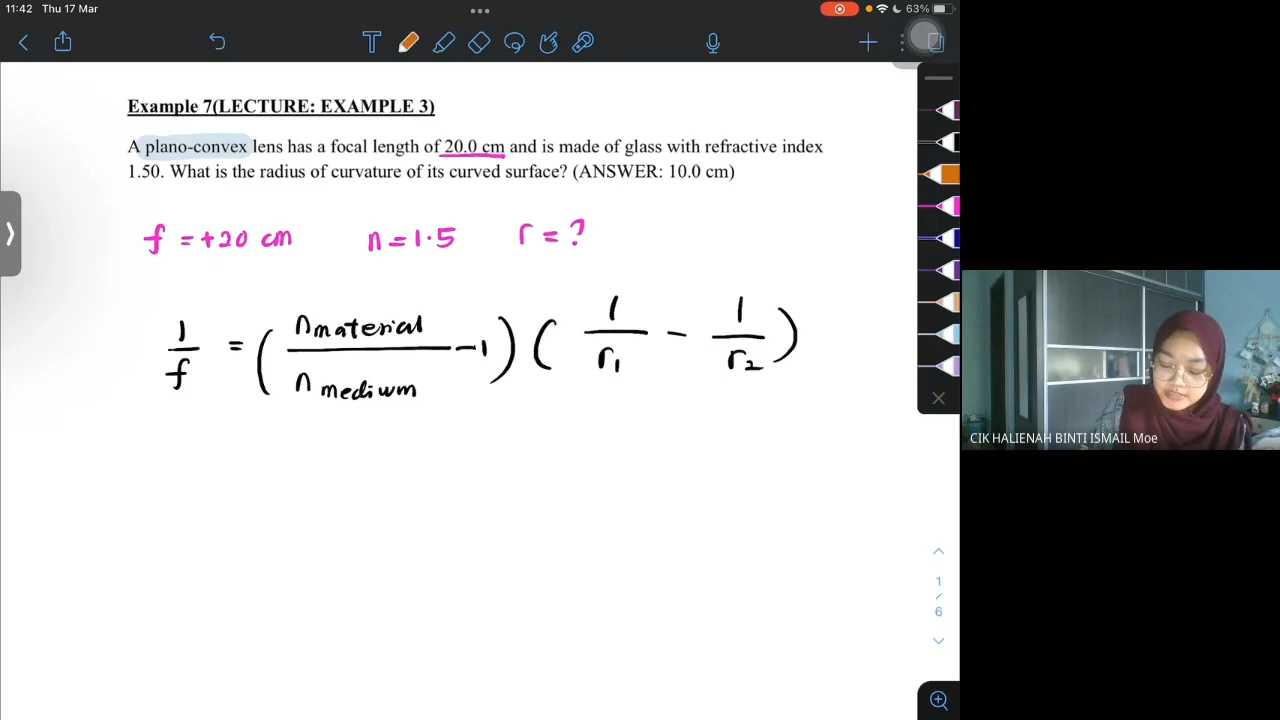 11:42 Thu 17 Mar
63%
T
Example 7(LECTURE: EXAMPLE 3)
A plano-convex lens has a focal length of 20.0 cm and is made of glass with refractive index
1.50. What is the radius of curvature of its curved surface? (ANSWER: 10.0 cm)
f = +20 cm n = 1.5 r = ?
1/f = (n material / n medium - 1) (1/r1 - 1/r2)
CIK HALIENAH BINTI ISMAIL Moe
1
/
6